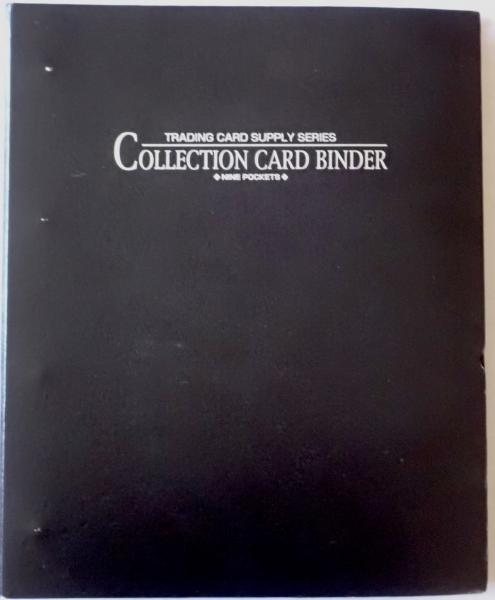 TRADING CARD SUPPLY SERIES
COLLECTION CARD BINDER
◆NINE POCKETS◆